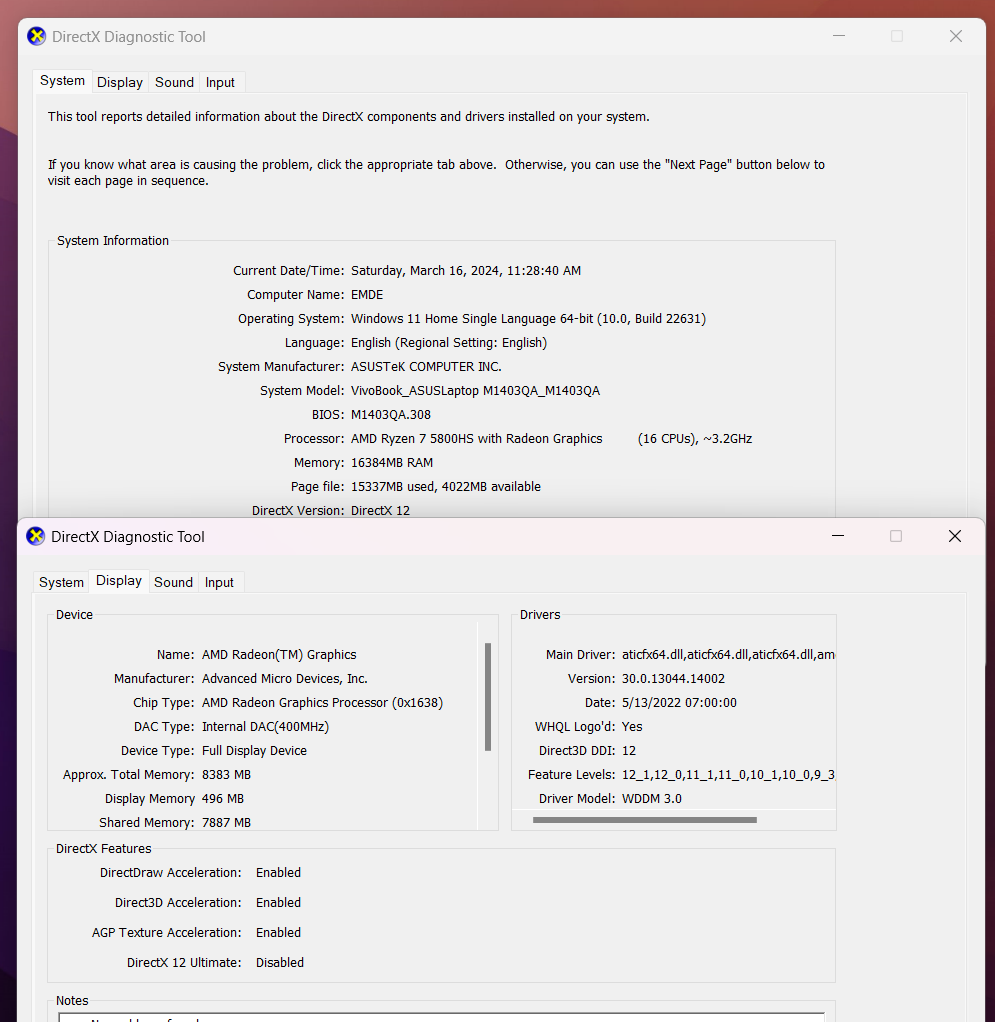 DirectX Diagnostic Tool
System Display Sound Input
This tool reports detailed information about the DirectX components and drivers installed on your system.
If you know what area is causing the problem, click the appropriate tab above.  Otherwise, you can use the "Next Page" button below to
visit each page in sequence.
System Information
Current Date/Time: Saturday, March 16, 2024, 11:28:40 AM
Computer Name: EMDE
Operating System: Windows 11 Home Single Language 64-bit (10.0, Build 22631)
Language: English (Regional Setting: English)
System Manufacturer: ASUSTeK COMPUTER INC.
System Model: VivoBook_ASUSLaptop M1403QA_M1403QA
BIOS: M1403QA.308
Processor: AMD Ryzen 7 5800HS with Radeon Graphics (16 CPUs), ~3.2GHz
Memory: 16384MB RAM
Page file: 15337MB used, 4022MB available
DirectX Version: DirectX 12
DirectX Diagnostic Tool
System Display Sound Input
Device
Name: AMD Radeon(TM) Graphics
Manufacturer: Advanced Micro Devices, Inc.
Chip Type: AMD Radeon Graphics Processor (0x1638)
DAC Type: Internal DAC(400MHz)
Device Type: Full Display Device
Approx. Total Memory: 8383 MB
Display Memory 496 MB
Shared Memory: 7887 MB
Drivers
Main Driver: aticfx64.dll,aticfx64.dll,aticfx64.dll,am
Version: 30.0.13044.14002
Date: 5/13/2022 07:00:00
WHQL Logo'd: Yes
Direct3D DDI: 12
Feature Levels: 12_1,12_0,11_1,11_0,10_1,10_0,9_3
Driver Model: WDDM 3.0
DirectX Features
DirectDraw Acceleration: Enabled
Direct3D Acceleration: Enabled
AGP Texture Acceleration: Enabled
DirectX 12 Ultimate: Disabled
Notes